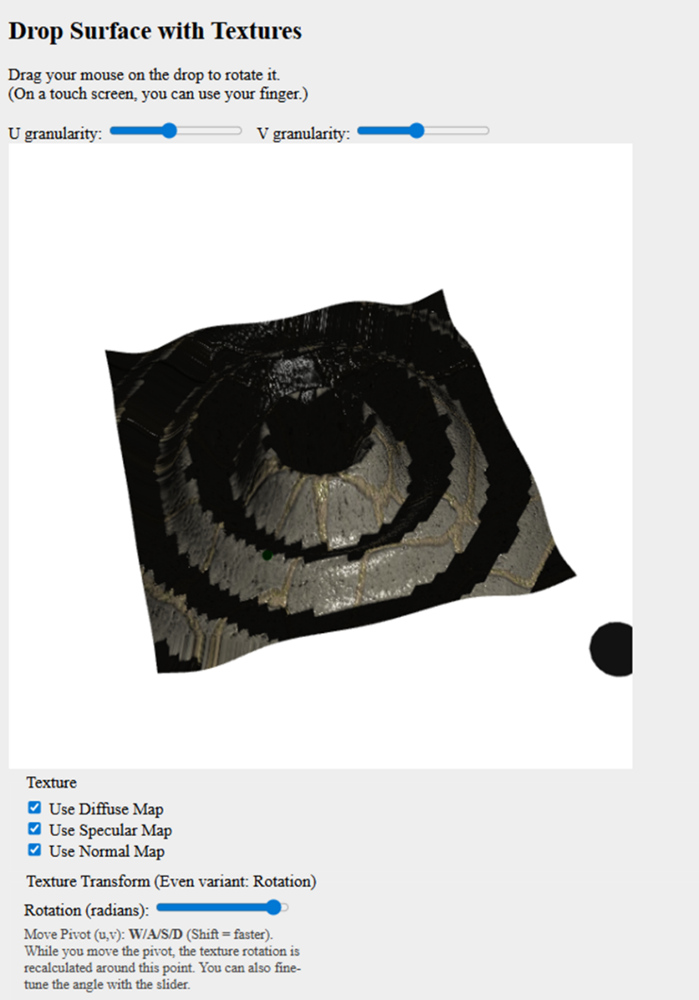 Drop Surface with Textures
Drag your mouse on the drop to rotate it.
(On a touch screen, you can use your finger.)
U granularity: V granularity:
Texture
Use Diffuse Map
Use Specular Map
Use Normal Map
Texture Transform (Even variant: Rotation)
Rotation (radians):
Move Pivot (u,v): W/A/S/D (Shift = faster).
While you move the pivot, the texture rotation is
recalculated around this point. You can also fine-
tune the angle with the slider.